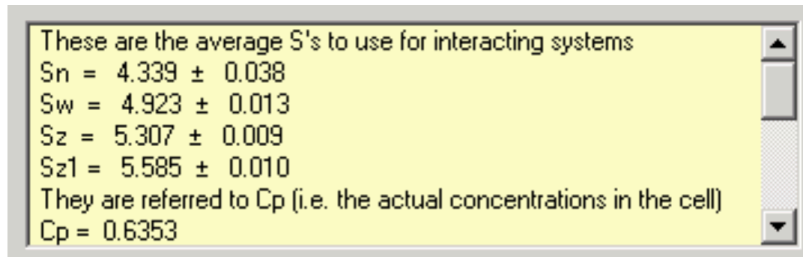 These are the average S's to use for interacting systems
Sn = 4.339 ± 0.038
Sw = 4.923 ± 0.013
Sz = 5.307 ± 0.009
Sz1 = 5.585 ± 0.010
They are referred to Cp (i.e. the actual concentrations in the cell)
Cp = 0.6353